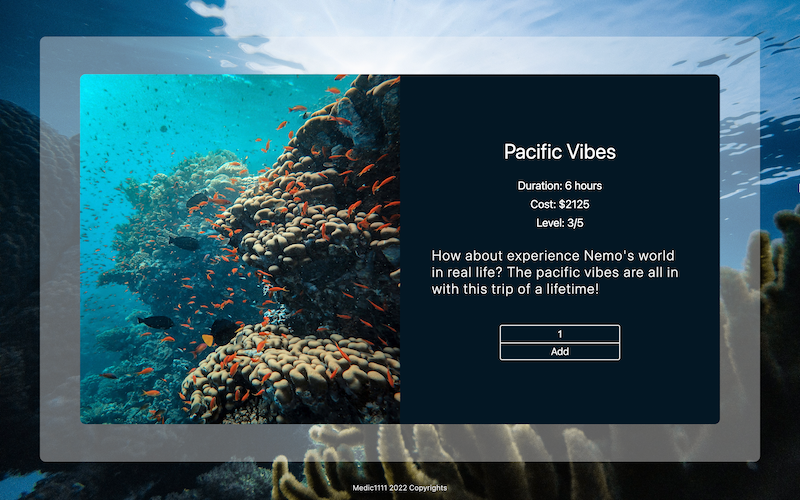 Pacific Vibes
Duration: 6 hours
Cost: $2125
Level: 3/5
How about experience Nemo's world
in real life? The pacific vibes are all in
with this trip of a lifetime!
1
Add
Medic1111 2022 Copyrights